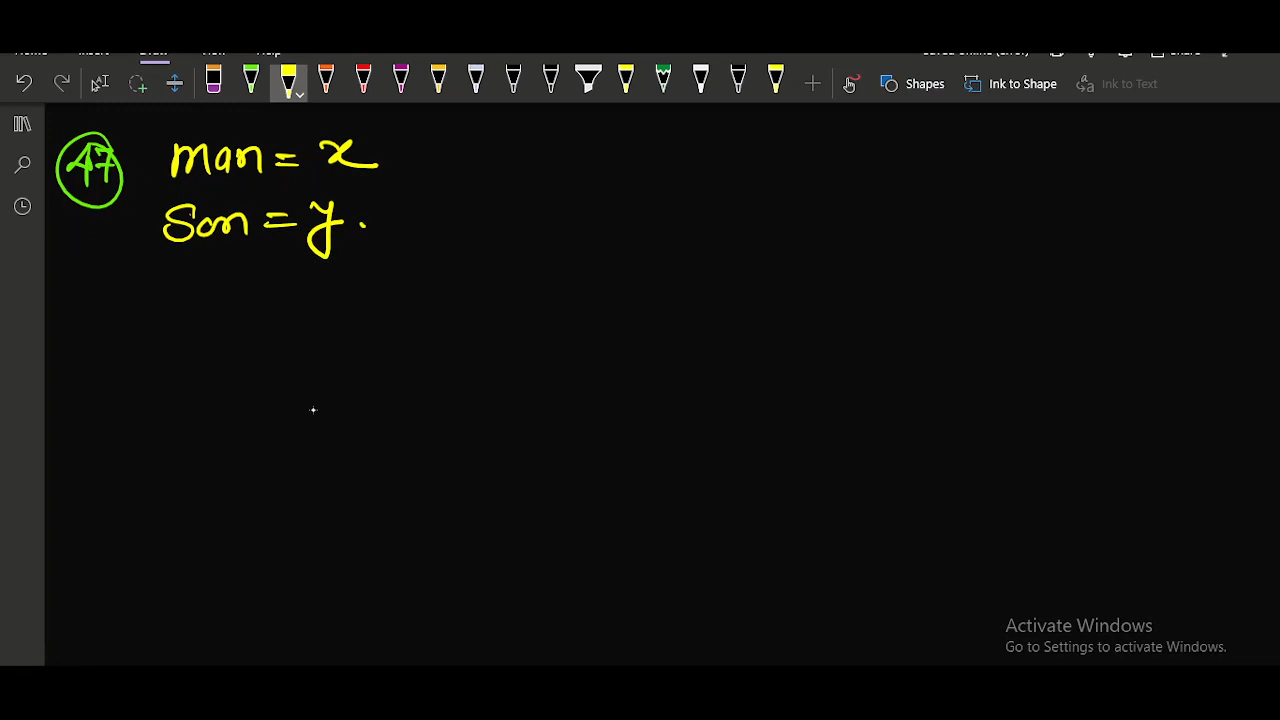 Shapes
Ink to Shape
Ink to Text
47
Man = x
Son = y.
Activate Windows
Go to Settings to activate Windows.